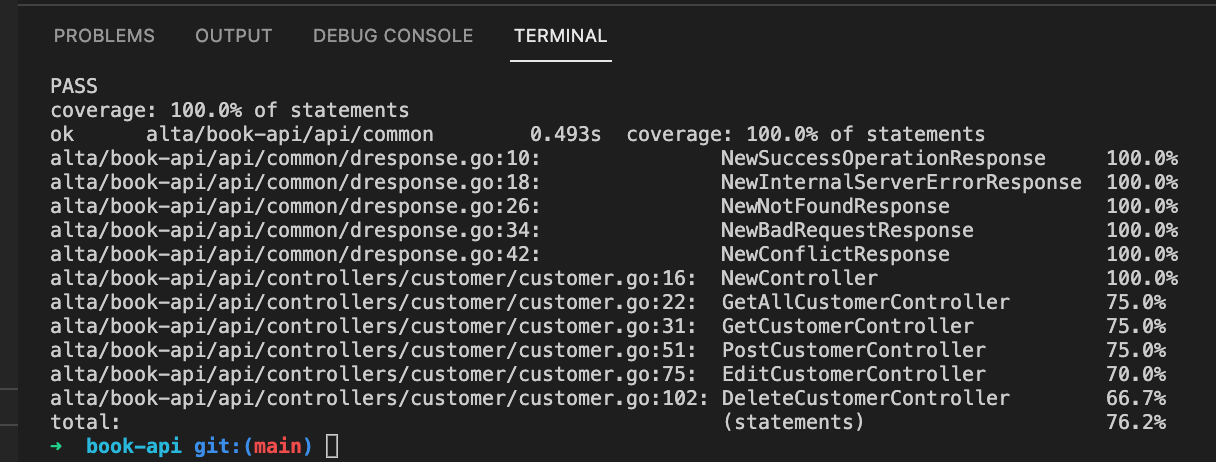 PROBLEMS OUTPUT DEBUG CONSOLE TERMINAL
PASS
coverage: 100.0% of statements
ok alta/book-api/api/common 0.493s coverage: 100.0% of statements
alta/book-api/api/common/dresponse.go:10: NewSuccessOperationResponse 100.0%
alta/book-api/api/common/dresponse.go:18: NewInternalServerErrorResponse 100.0%
alta/book-api/api/common/dresponse.go:26: NewNotFoundResponse 100.0%
alta/book-api/api/common/dresponse.go:34: NewBadRequestResponse 100.0%
alta/book-api/api/common/dresponse.go:42: NewConflictResponse 100.0%
alta/book-api/api/controllers/customer/customer.go:16: NewController 100.0%
alta/book-api/api/controllers/customer/customer.go:22: GetAllCustomerController 75.0%
alta/book-api/api/controllers/customer/customer.go:31: GetCustomerController 75.0%
alta/book-api/api/controllers/customer/customer.go:51: PostCustomerController 75.0%
alta/book-api/api/controllers/customer/customer.go:75: EditCustomerController 70.0%
alta/book-api/api/controllers/customer/customer.go:102: DeleteCustomerController 66.7%
total: (statements) 76.2%
➜ book-api git:(main)